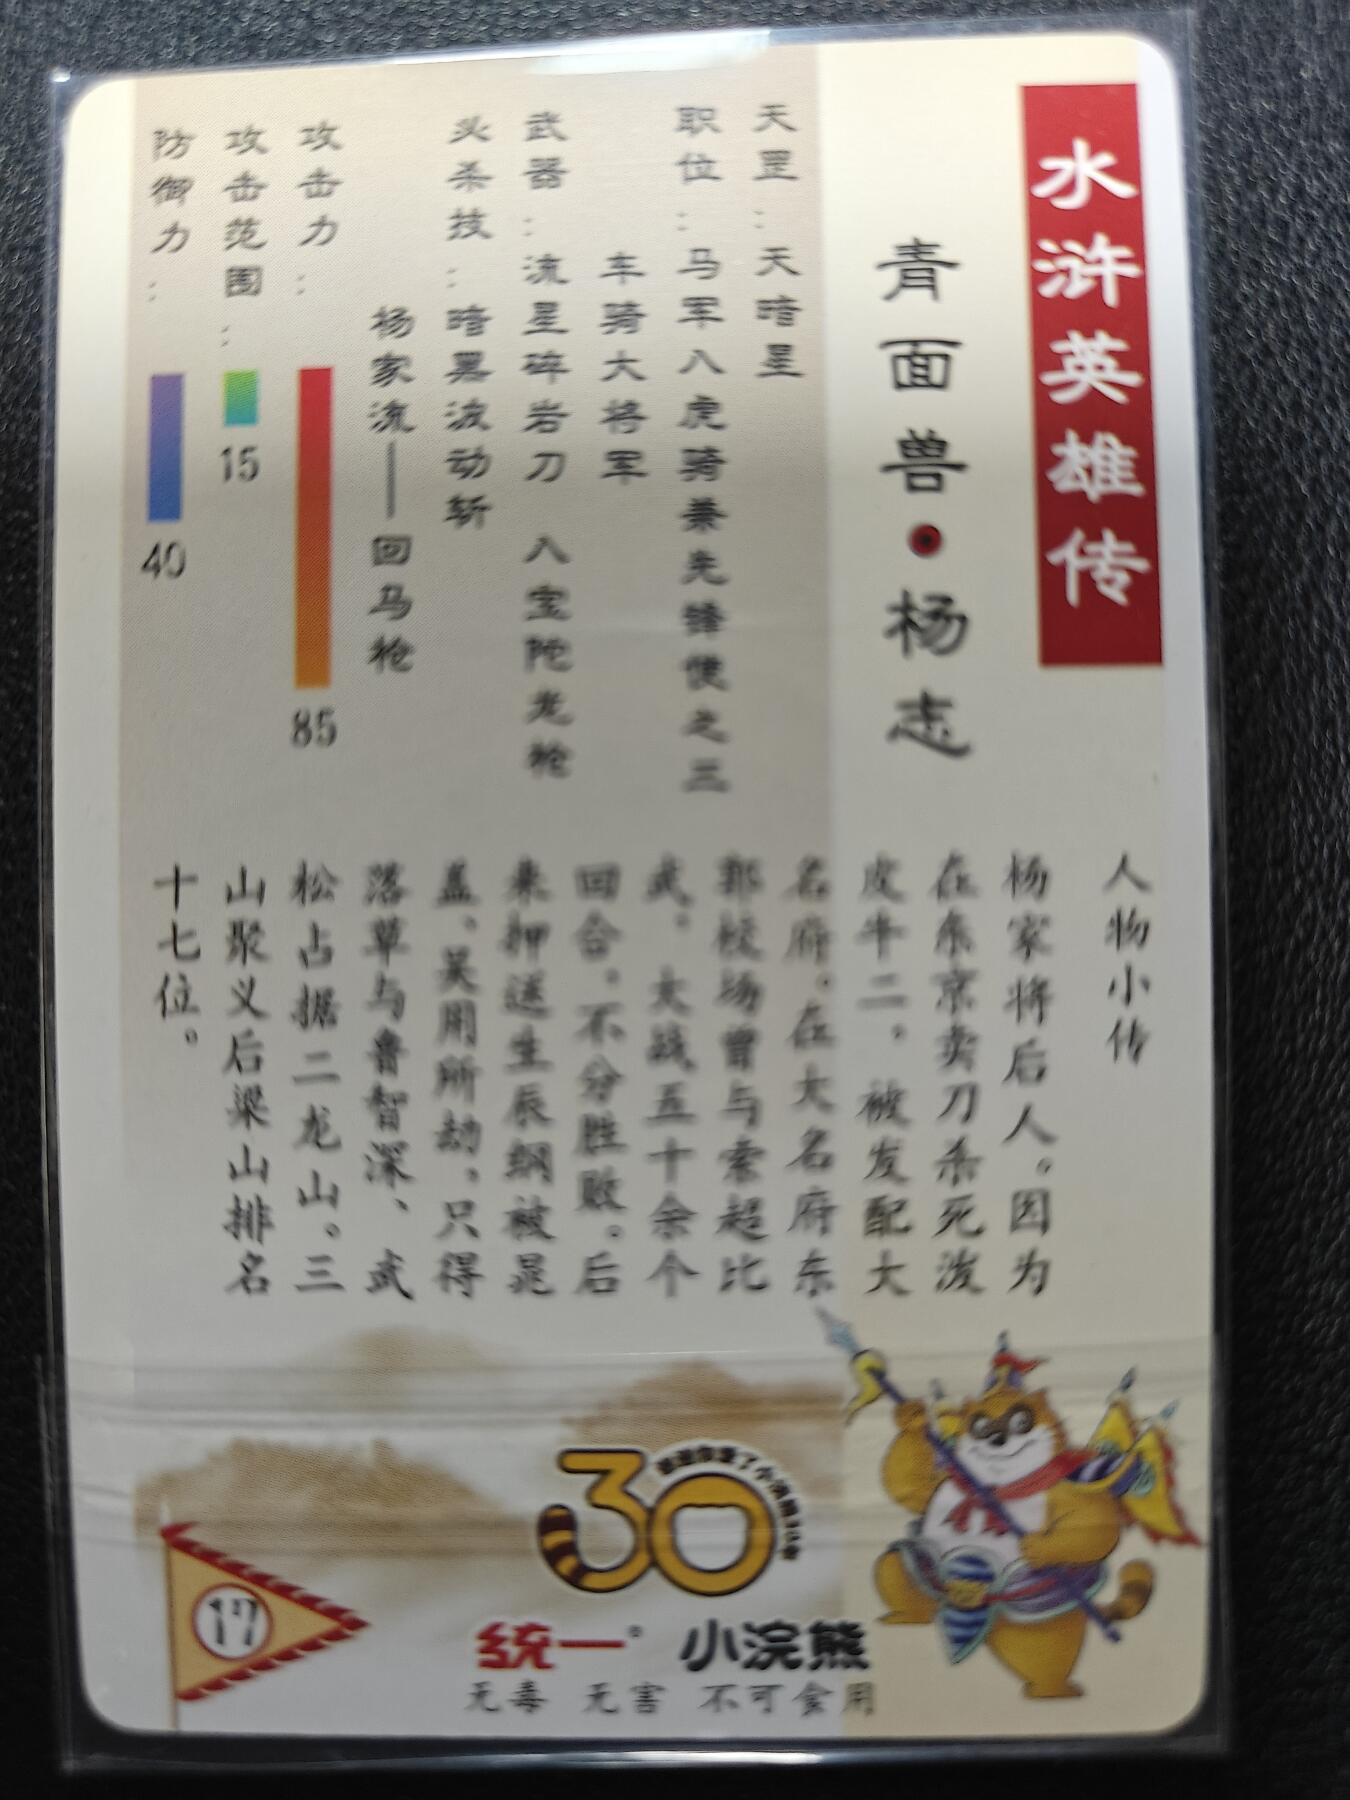 水浒英雄传
青面兽·杨志
天罡:天暗星
职位:马军八虎骑兼先锋使之三
车骑大将军
武器:流星碎岩刀 八宝陀龙枪
头杀技:暗黑波动斩
杨家流——回马枪
攻击力:
85
攻击范围:
15
防御力:
40
人物小传
杨家将后人。因为
在东京卖刀杀死泼
皮牛二，被发配大
名府。在大名府东
郭校场曾与索超比
武，大战五十余个
回合，不分胜败。后
来押送生辰纲被晁
盖、吴用所劫，只得
落草与鲁智深、武
松占据二龙山。三
山聚义后梁山排名
十七位。
17
30
统一 小浣熊
无毒 无害 不可食用